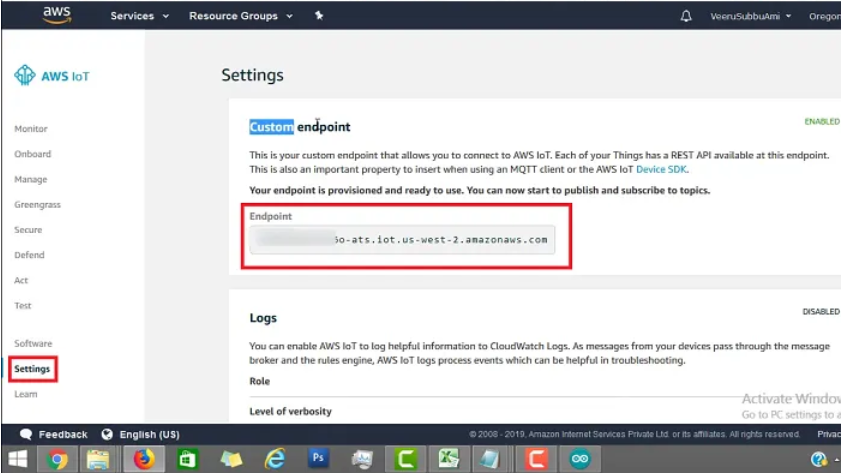 aws
Services
Resource Groups
VeeruSubbuAmi
Oregon
AWS IoT
Monitor
Onboard
Manage
Greengrass
Secure
Defend
Act
Test
Software
Settings
Learn
Settings
Custom endpoint
ENABLED
This is your custom endpoint that allows you to connect to AWS IoT. Each of your Things has a REST API available at this endpoint.
This is also an important property to insert when using an MQTT client or the AWS IoT Device SDK.
Your endpoint is provisioned and ready to use. You can now start to publish and subscribe to topics.
Endpoint
o-ats.iot.us-west-2.amazonaws.com
Logs
DISABLED
You can enable AWS IoT to log helpful information to CloudWatch Logs. As messages from your devices pass through the message
broker and the rules engine, AWS IoT logs process events which can be helpful in troubleshooting.
Role
Level of verbosity
Activate Window
Go to PC settings to a
Feedback
English (US)
© 2008 - 2019, Amazon Internet Services Private Ltd. or its affiliates. All rights reserved.
Privac
Ps